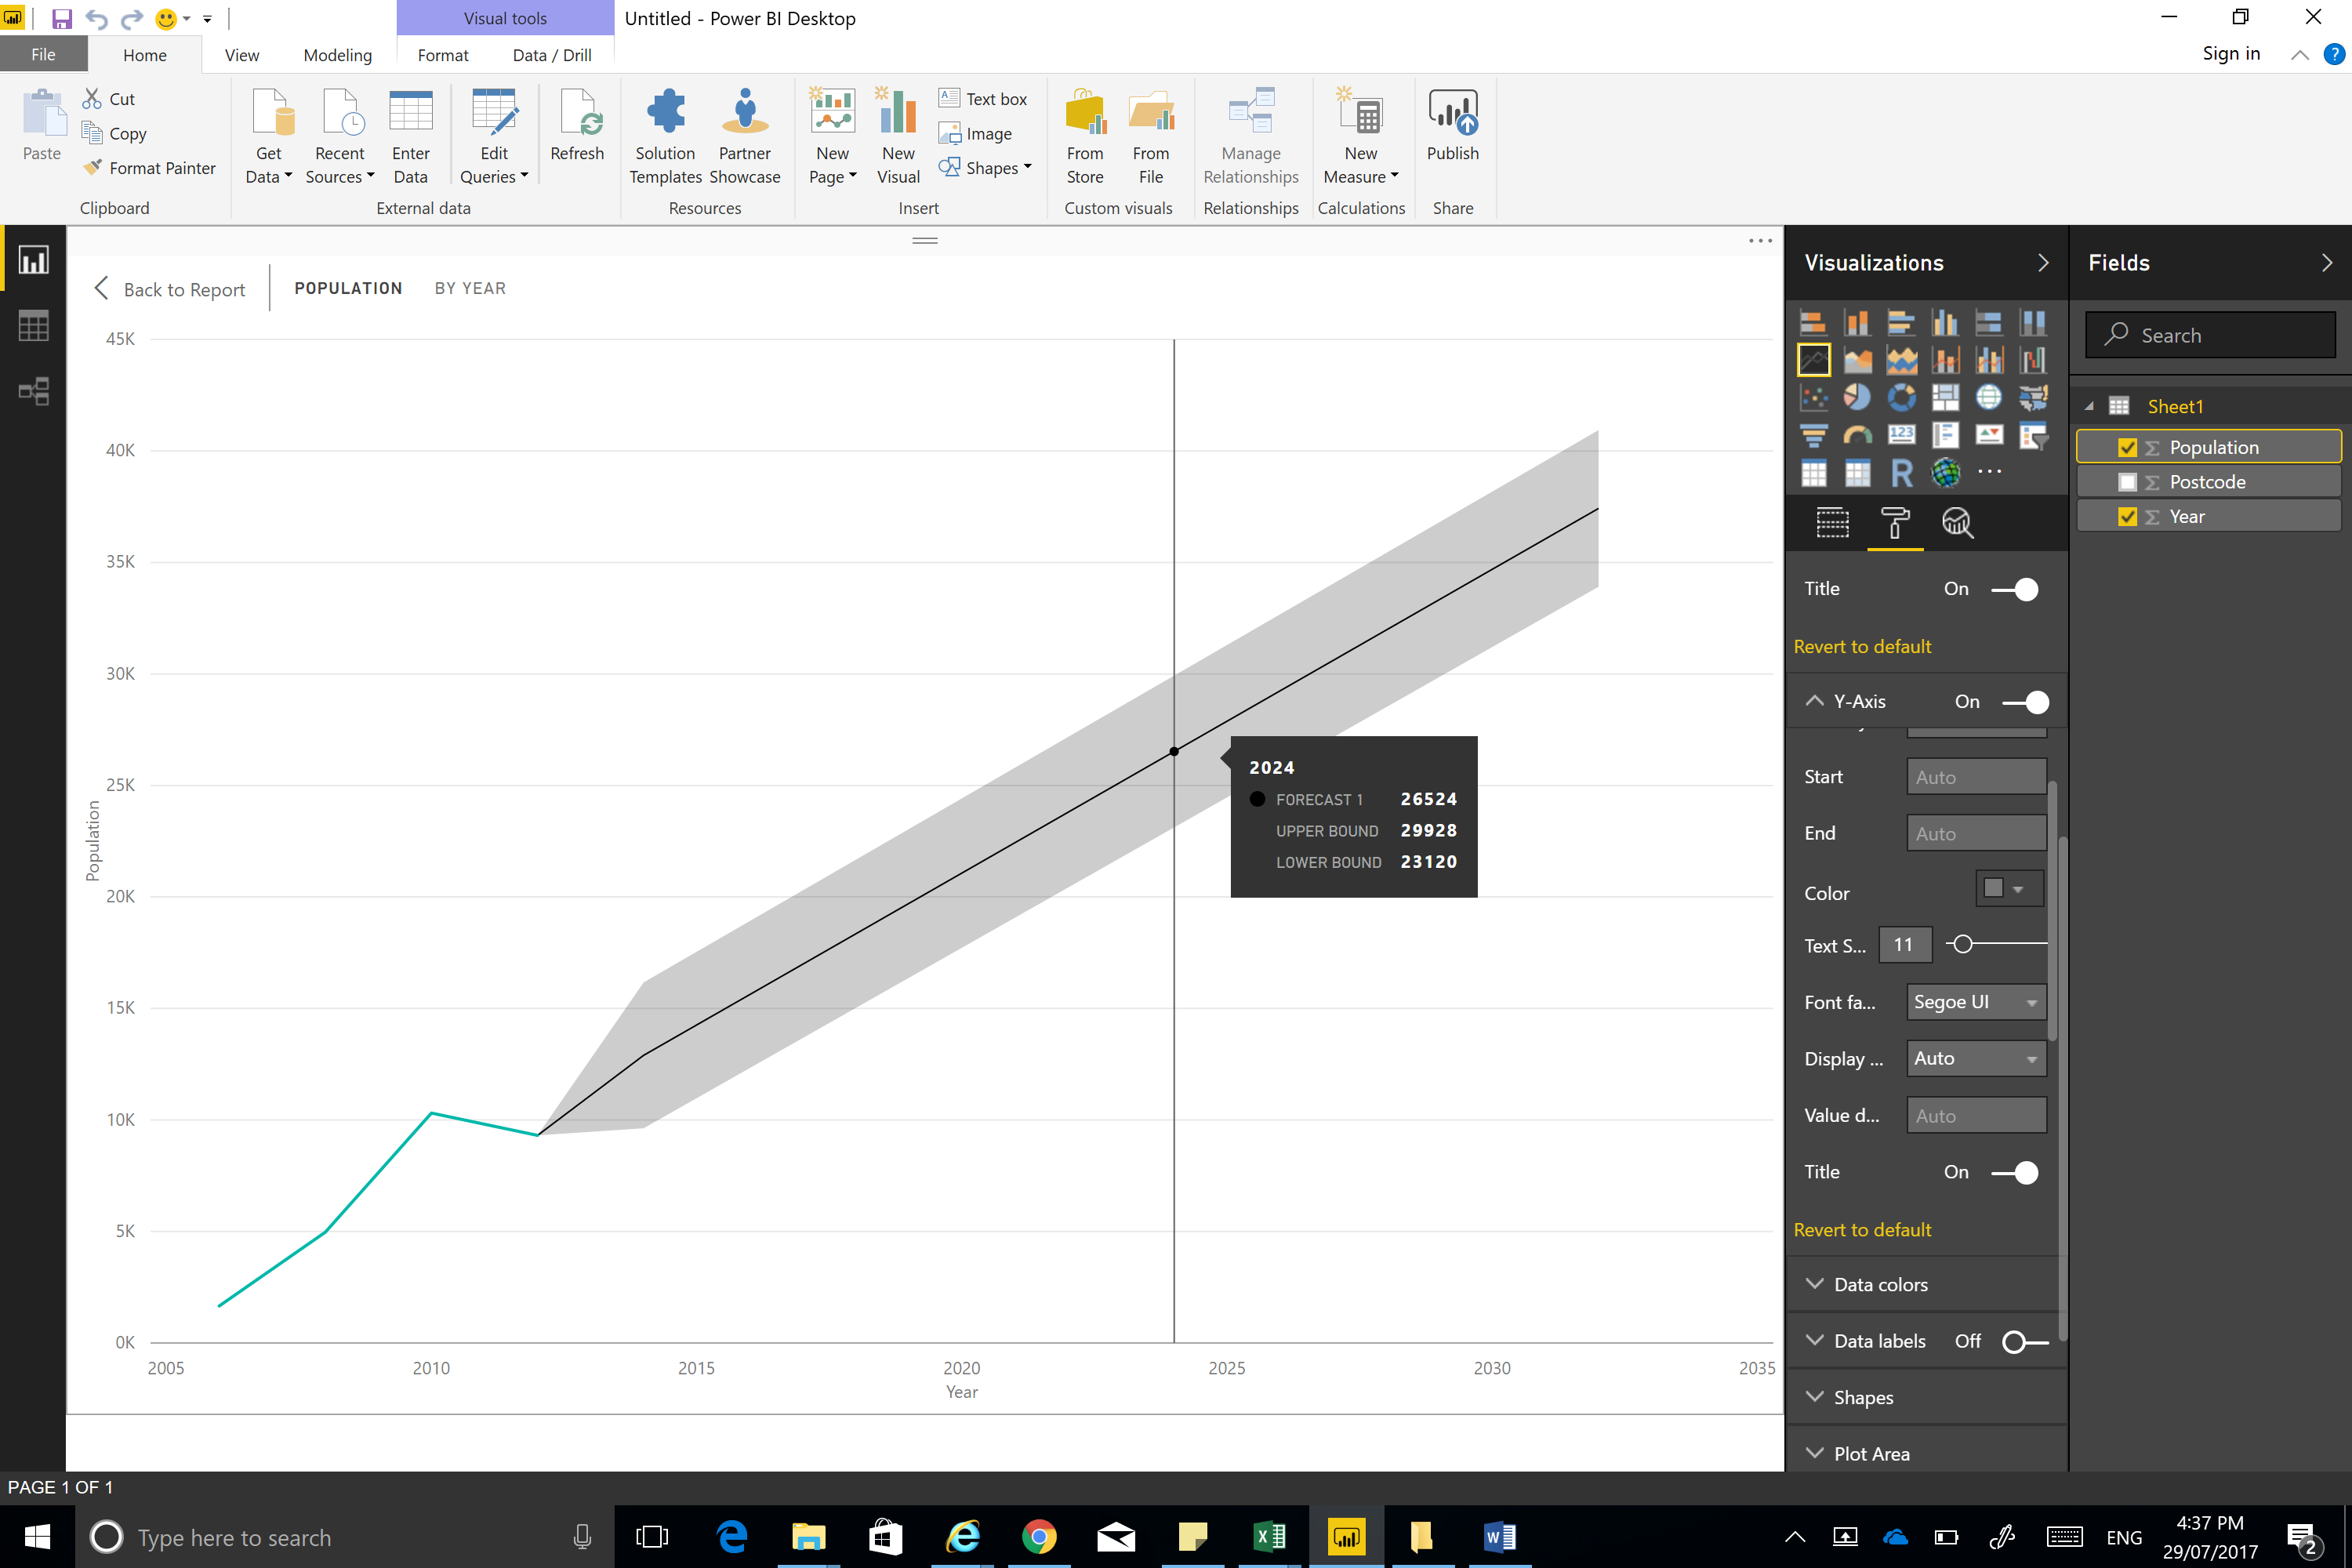 Visual tools
Untitled - Power BI Desktop
File
Home
View
Modeling
Format
Data / Drill
Sign in
?
Paste
Cut
Copy
Format Painter
Clipboard
Get Data
Recent Sources
Enter Data
Edit Queries
Refresh
External data
Solution Templates
Partner Showcase
Resources
New Page
New Visual
Text box
Image
Shapes
Insert
From Store
From File
Custom visuals
Manage Relationships
Relationships
New Measure
Calculations
Publish
Share
Back to Report
POPULATION
BY YEAR
45K
40K
35K
30K
25K
20K
15K
10K
5K
0K
Population
2005
2010
2015
2020
2025
2030
2035
Year
2024
FORECAST 1 26524
UPPER BOUND 29928
LOWER BOUND 23120
Visualizations
123
R
Title On
Revert to default
Y-Axis On
Start Auto
End Auto
Color
Text S... 11
Font fa... Segoe UI
Display ... Auto
Value d... Auto
Title On
Revert to default
Data colors
Data labels Off
Shapes
Plot Area
Fields
Search
Sheet1
Σ Population
Σ Postcode
Σ Year
PAGE 1 OF 1
Type here to search
ENG
4:37 PM
29/07/2017
2